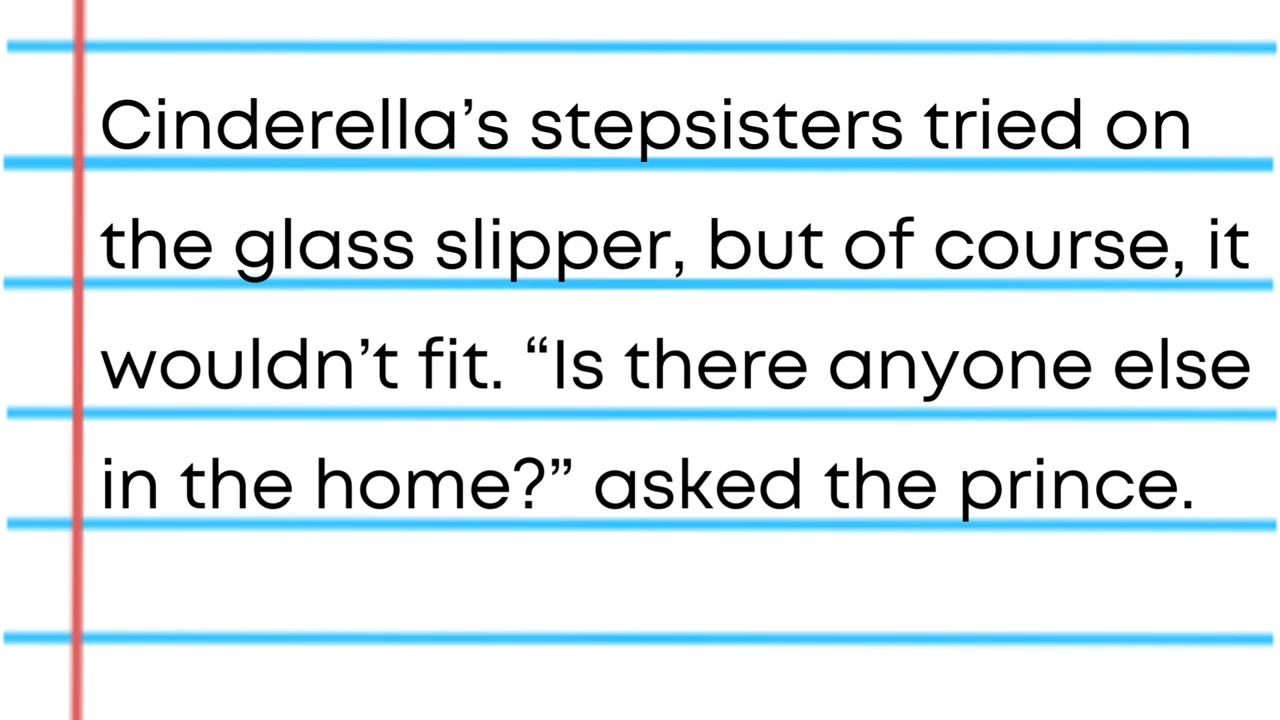 Cinderella’s stepsisters tried on
the glass slipper, but of course, it
wouldn’t fit. “Is there anyone else
in the home?” asked the prince.